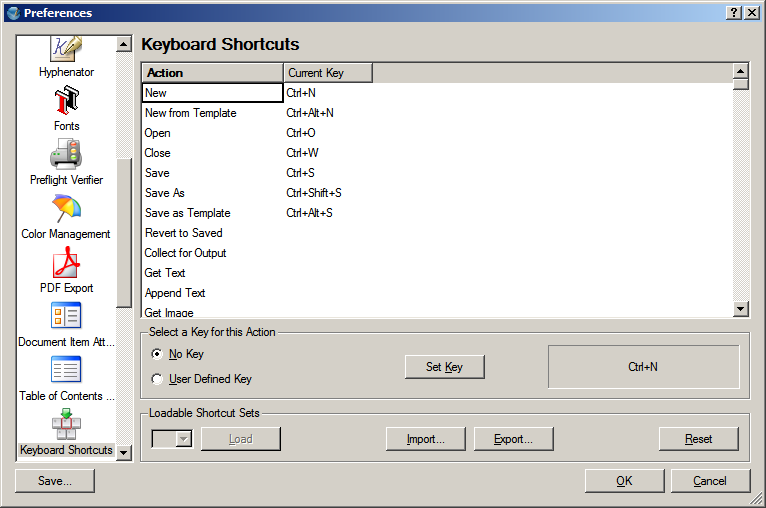 Preferences
Hyphenator
Fonts
Preflight Verifier
Color Management
PDF Export
Document Item Att...
Table of Contents ...
Keyboard Shortcuts
Keyboard Shortcuts
Action Current Key
New Ctrl+N
New from Template Ctrl+Alt+N
Open Ctrl+O
Close Ctrl+W
Save Ctrl+S
Save As Ctrl+Shift+S
Save as Template Ctrl+Alt+S
Revert to Saved
Collect for Output
Get Text
Append Text
Get Image
Select a Key for this Action
No Key
User Defined Key
Set Key
Ctrl+N
Loadable Shortcut Sets
Load
Import...
Export...
Reset
Save...
OK
Cancel